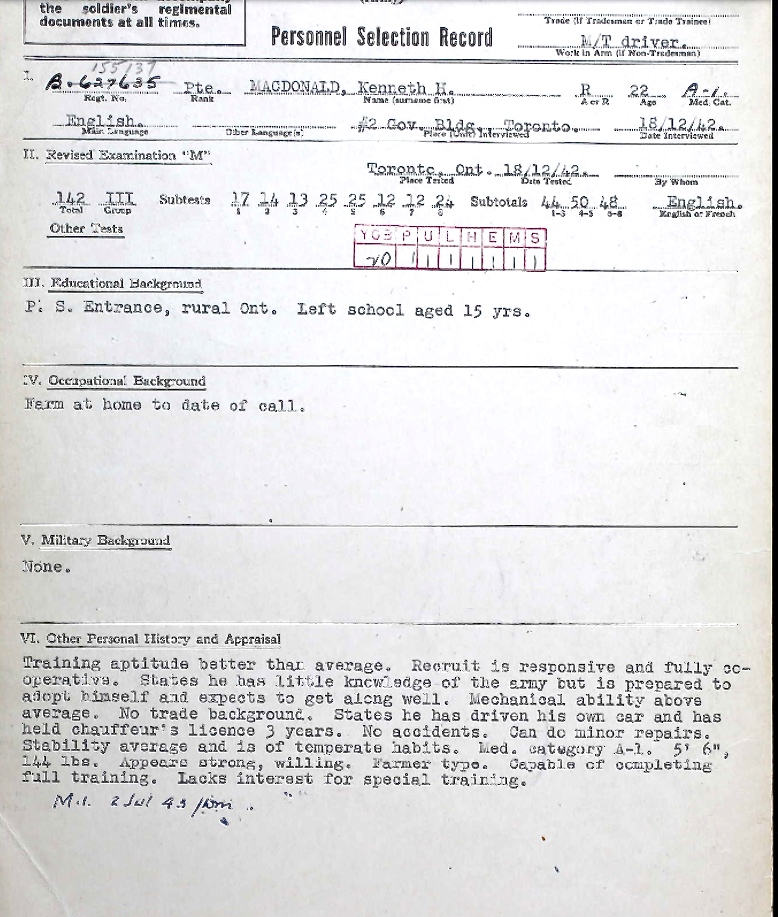 the soldier's regimental
documents at all times.
Personnel Selection Record
Trade (if Tradesman or Trade Trainee)
M/T driver.
Work in Arm (if Non-Tradesman)
I.
155137
B-627635 Pte. MACDONALD, Kenneth H. R 22 A-1.
Regt. No. Rank Name (surname first) A or R Age Med. Cat.
English. #2 Gov. Bldg. Toronto. 18/12/42.
Main Language Other Language(s) Place (Unit) Interviewed Date Interviewed
II. Revised Examination "M"
Toronto, Ont. 18/12/42.
Place Tested Date Tested By Whom
142 III Subtests 17 14 13 25 25 12 12 24 Subtotals 44 50 48 English.
Total Group 1 2 3 4 5 6 7 8 1-3 4-5 6-8 English or French
Other Tests
YOB P U L H E M S
20 1 1 1 1 1 1 1
III. Educational Background
P. S. Entrance, rural Ont. Left school aged 15 yrs.
IV. Occupational Background
Farm at home to date of call.
V. Military Background
None.
VI. Other Personal History and Appraisal
Training aptitude better than average. Recruit is responsive and fully co-
operative. States he has little knowledge of the army but is prepared to
adopt himself and expects to get along well. Mechanical ability above
average. No trade background. States he has driven his own car and has
held chauffeur's licence 3 years. No accidents. Can do minor repairs.
Stability average and is of temperate habits. Med. category A-1. 5' 6",
144 lbs. Appears strong, willing. Farmer type. Capable of completing
full training. Lacks interest for special training.
M.I. 2 Jul 43